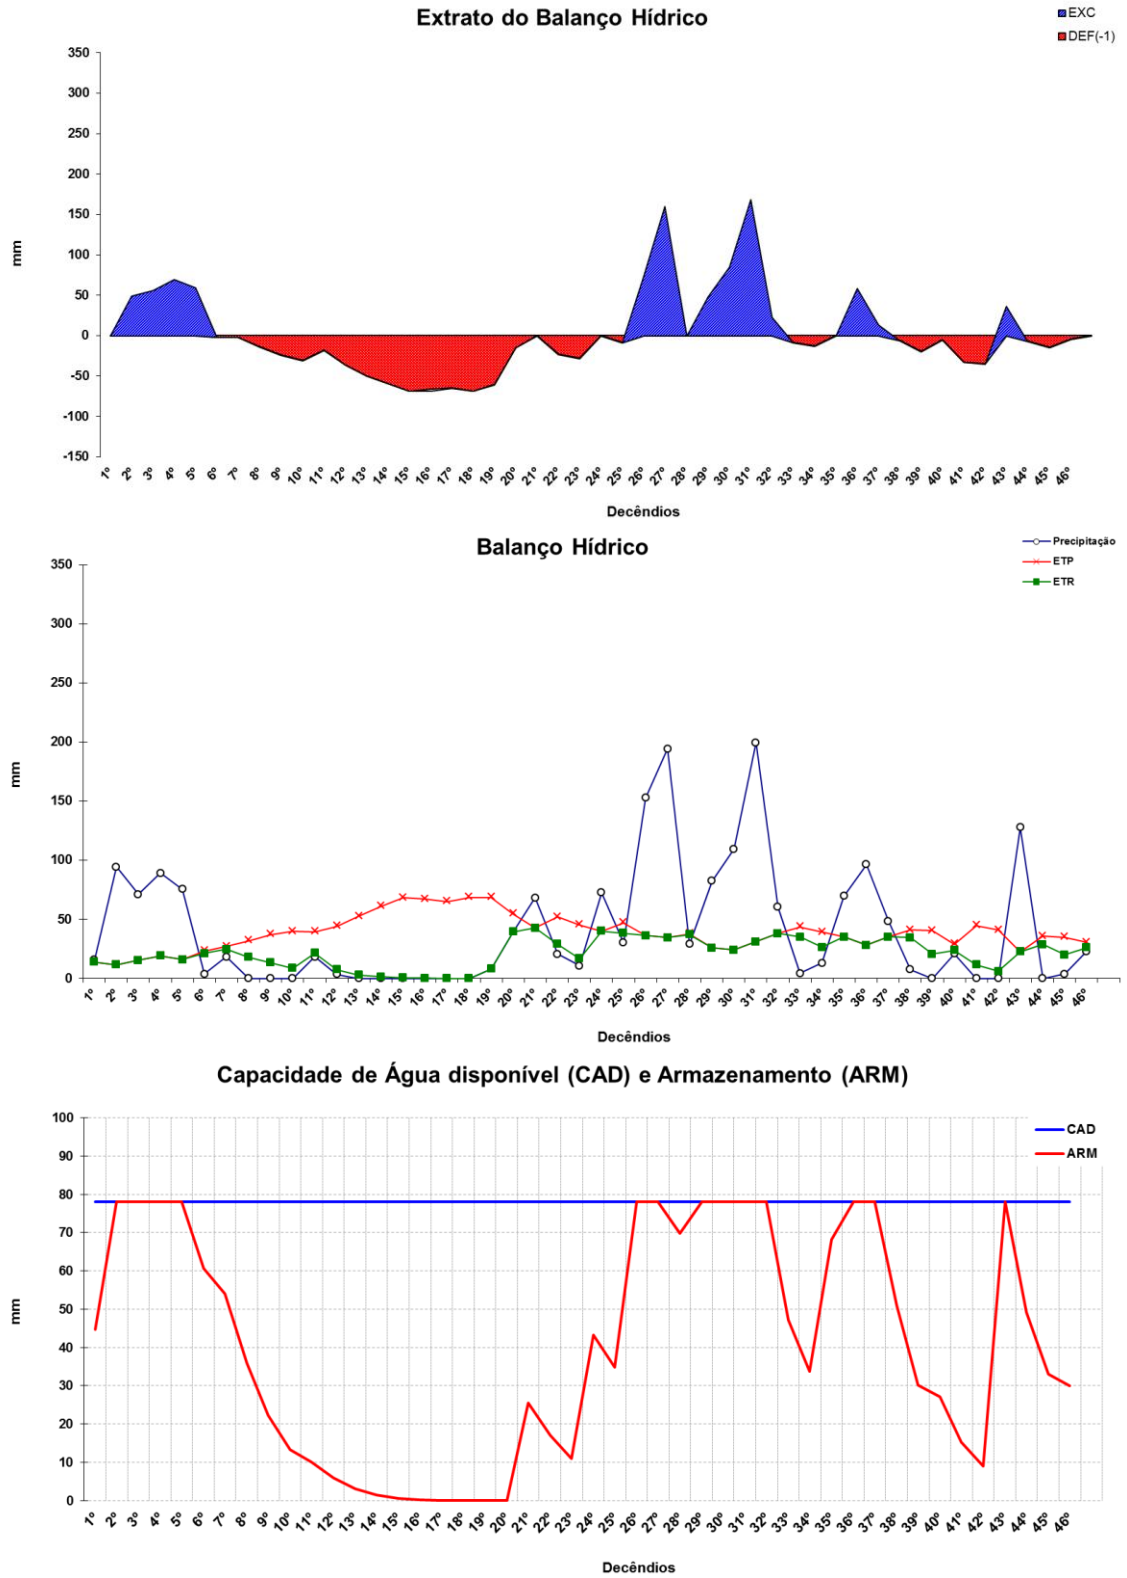 Extrato do Balanço Hídrico
EXC
DEF(-1)
350
300
250
200
150
100
50
0
-50
-100
-150
mm
1º 2º 3º 4º 5º 6º 7º 8º 9º 10º 11º 12º 13º 14º 15º 16º 17º 18º 19º 20º 21º 22º 23º 24º 25º 26º 27º 28º 29º 30º 31º 32º 33º 34º 35º 36º 37º 38º 39º 40º 41º 42º 43º 44º 45º 46º
Decêndios
Balanço Hídrico
Precipitação
ETP
ETR
350
300
250
200
150
100
50
0
mm
1º 2º 3º 4º 5º 6º 7º 8º 9º 10º 11º 12º 13º 14º 15º 16º 17º 18º 19º 20º 21º 22º 23º 24º 25º 26º 27º 28º 29º 30º 31º 32º 33º 34º 35º 36º 37º 38º 39º 40º 41º 42º 43º 44º 45º 46º
Decêndios
Capacidade de Água disponível (CAD) e Armazenamento (ARM)
CAD
ARM
100
90
80
70
60
50
40
30
20
10
0
mm
1º 2º 3º 4º 5º 6º 7º 8º 9º 10º 11º 12º 13º 14º 15º 16º 17º 18º 19º 20º 21º 22º 23º 24º 25º 26º 27º 28º 29º 30º 31º 32º 33º 34º 35º 36º 37º 38º 39º 40º 41º 42º 43º 44º 45º 46º
Decêndios